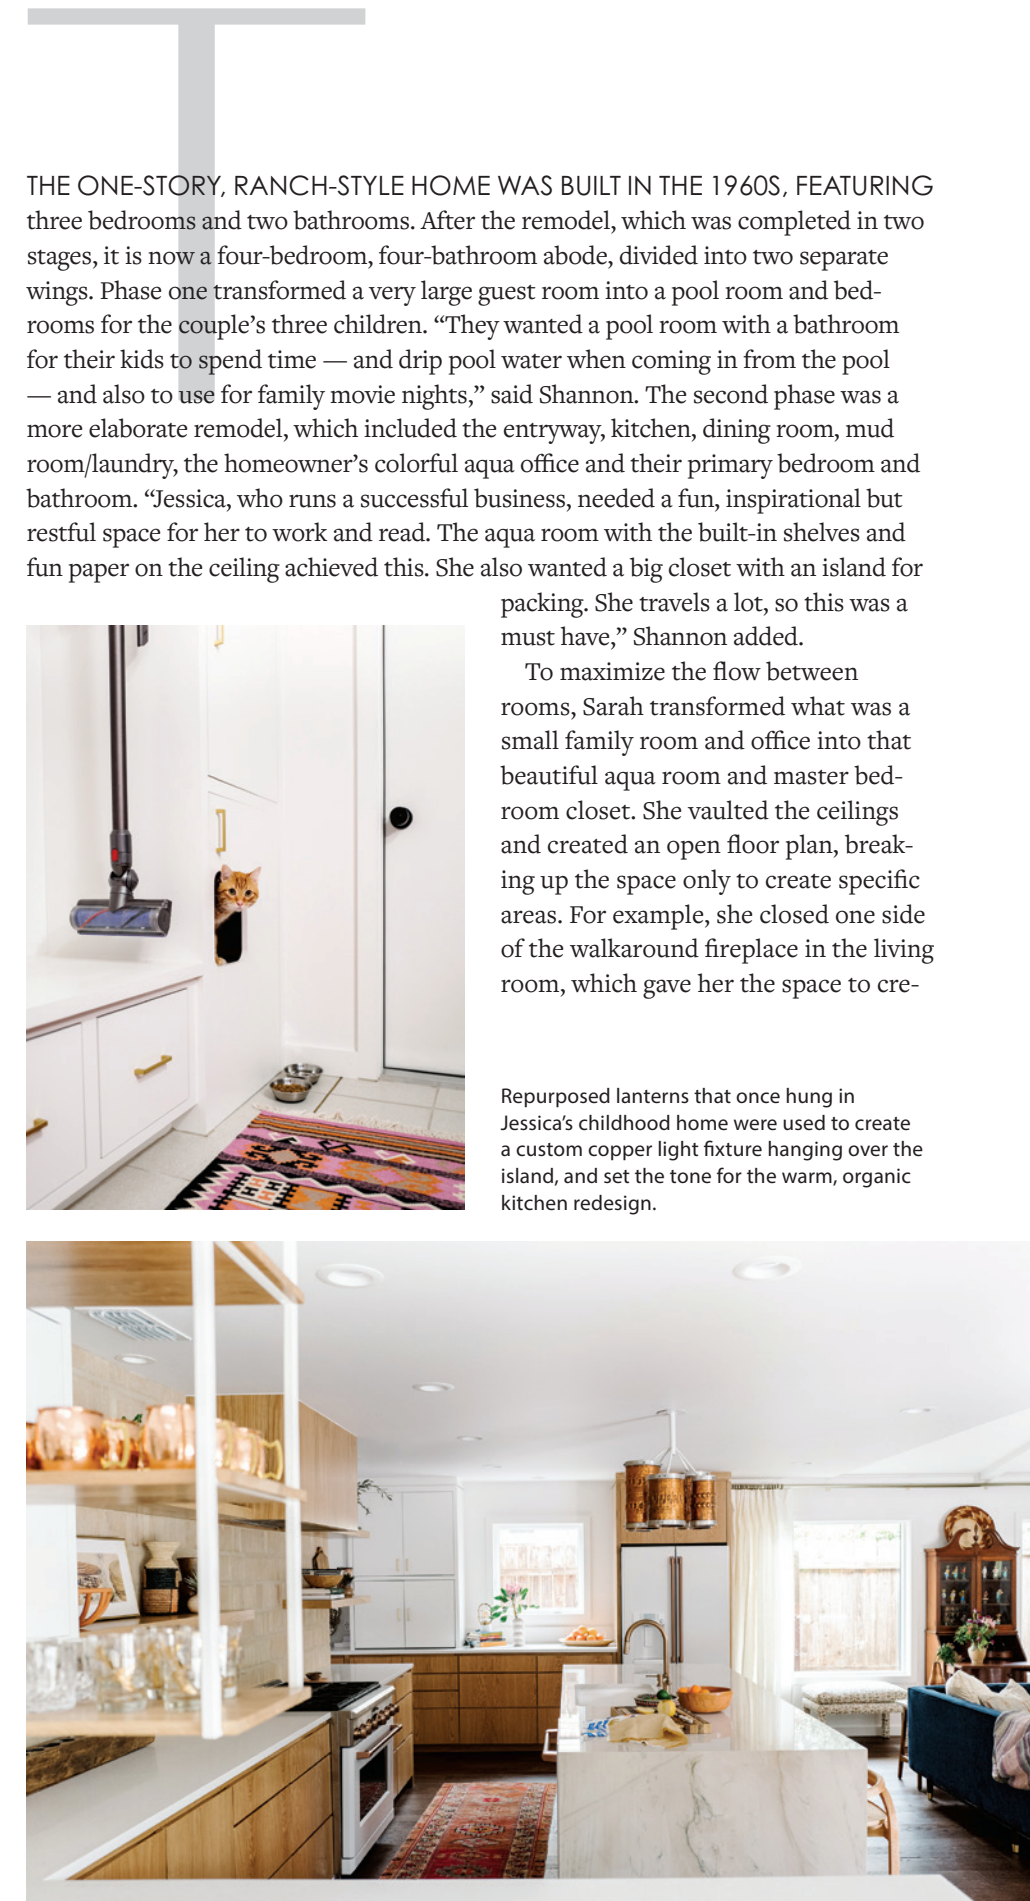 T
THE ONE-STORY, RANCH-STYLE HOME WAS BUILT IN THE 1960S, FEATURING
three bedrooms and two bathrooms. After the remodel, which was completed in two
stages, it is now a four-bedroom, four-bathroom abode, divided into two separate
wings. Phase one transformed a very large guest room into a pool room and bed-
rooms for the couple’s three children. “They wanted a pool room with a bathroom
for their kids to spend time — and drip pool water when coming in from the pool
— and also to use for family movie nights,” said Shannon. The second phase was a
more elaborate remodel, which included the entryway, kitchen, dining room, mud
room/laundry, the homeowner’s colorful aqua office and their primary bedroom and
bathroom. “Jessica, who runs a successful business, needed a fun, inspirational but
restful space for her to work and read. The aqua room with the built-in shelves and
fun paper on the ceiling achieved this. She also wanted a big closet with an island for
packing. She travels a lot, so this was a
must have,” Shannon added.
To maximize the flow between
rooms, Sarah transformed what was a
small family room and office into that
beautiful aqua room and master bed-
room closet. She vaulted the ceilings
and created an open floor plan, break-
ing up the space only to create specific
areas. For example, she closed one side
of the walkaround fireplace in the living
room, which gave her the space to cre-
Repurposed lanterns that once hung in
Jessica’s childhood home were used to create
a custom copper light fixture hanging over the
island, and set the tone for the warm, organic
kitchen redesign.